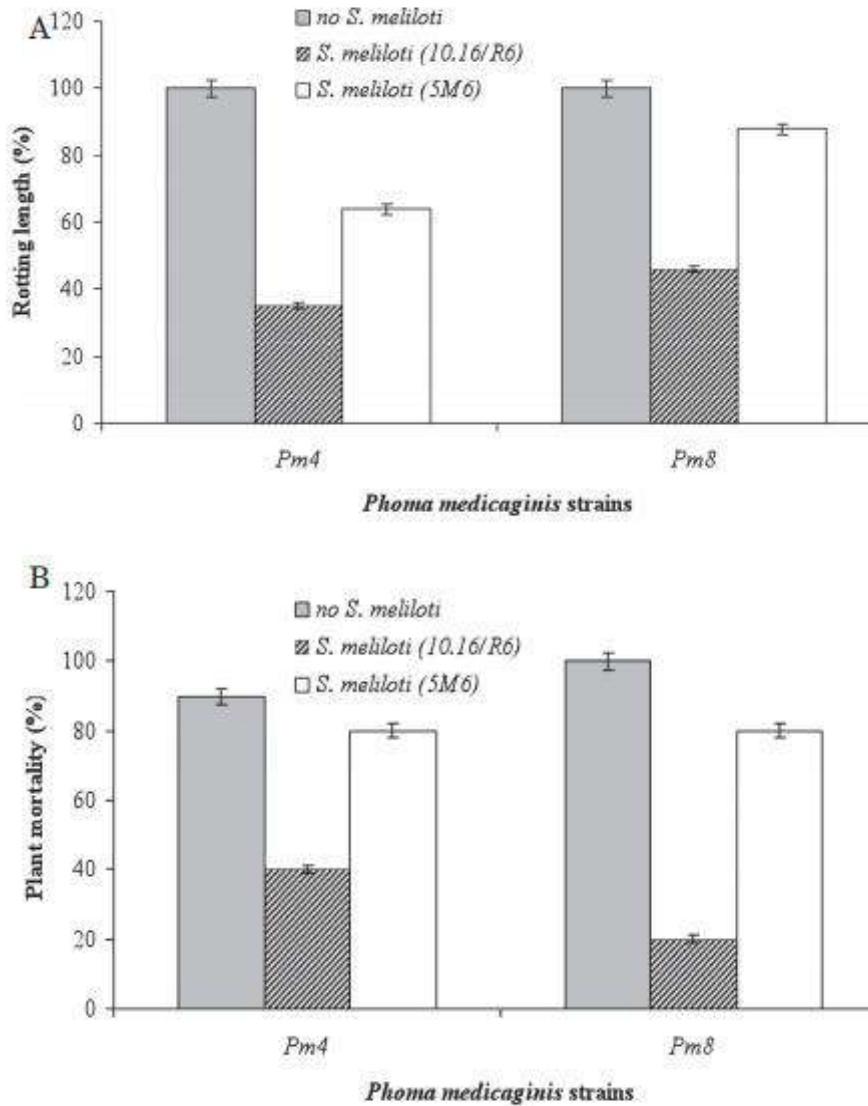 A
120
100
80
60
40
20
0
Rotting length (%)
no S. meliloti
S. meliloti (10.16/R6)
S. meliloti (5M6)
Pm4 Pm8
Phoma medicaginis strains
B
120
100
80
60
40
20
0
Plant mortality (%)
no S. meliloti
S. meliloti (10.16/R6)
S. meliloti (5M6)
Pm4 Pm8
Phoma medicaginis strains